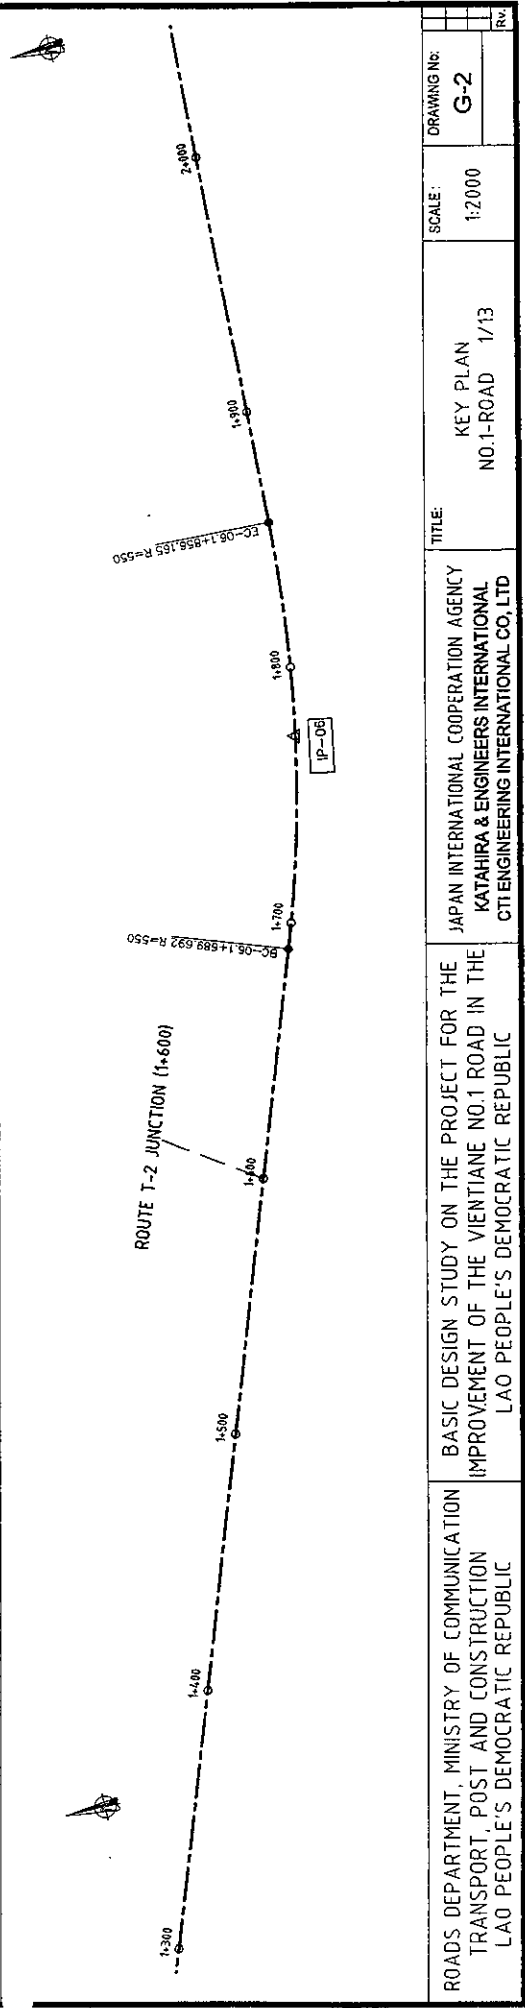 1+300
1+400
1+500
1+600
ROUTE T-2 JUNCTION (1+600)
BC-06.1+689.692 R=550
1+700
IP-06
1+800
EC-06.1+856.165 R=550
1+900
2+000
ROADS DEPARTMENT, MINISTRY OF COMMUNICATION
TRANSPORT, POST AND CONSTRUCTION
LAO PEOPLE'S DEMOCRATIC REPUBLIC
BASIC DESIGN STUDY ON THE PROJECT FOR THE
IMPROVEMENT OF THE VIENTIANE NO.1 ROAD IN THE
LAO PEOPLE'S DEMOCRATIC REPUBLIC
JAPAN INTERNATIONAL COOPERATION AGENCY
KATAHIRA & ENGINEERS INTERNATIONAL
CTI ENGINEERING INTERNATIONAL CO, LTD
TITLE:
KEY PLAN
NO.1-ROAD 1/13
SCALE:
1:2000
DRAWING No:
G-2
Rv.